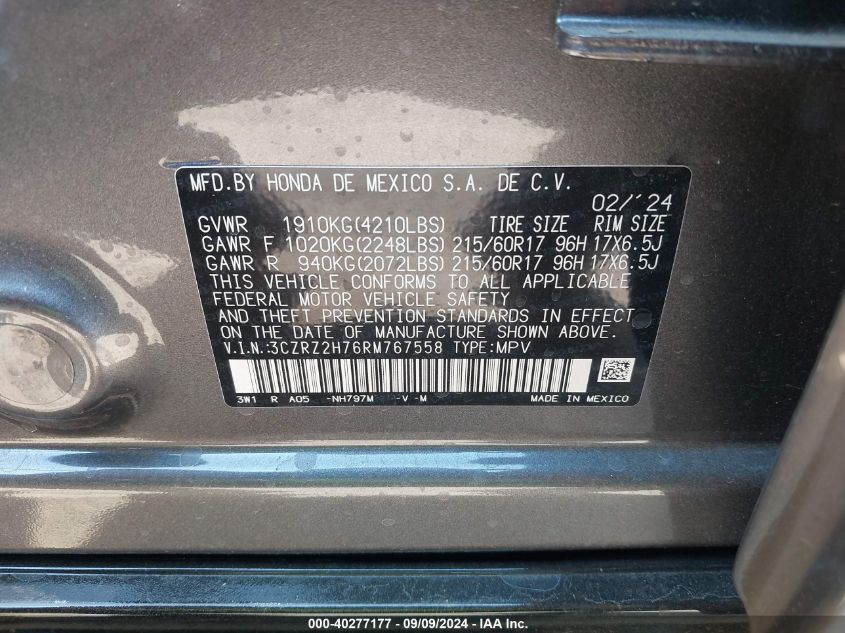 MFD.BY HONDA DE MEXICO S.A. DE C.V.
02/'24
GVWR 1910KG(4210LBS) TIRE SIZE RIM SIZE
GAWR F 1020KG(2248LBS) 215/60R17 96H 17X6.5J
GAWR R 940KG(2072LBS) 215/60R17 96H 17X6.5J
THIS VEHICLE CONFORMS TO ALL APPLICABLE
FEDERAL MOTOR VEHICLE SAFETY
AND THEFT PREVENTION STANDARDS IN EFFECT
ON THE DATE OF MANUFACTURE SHOWN ABOVE.
V.I.N.:3CZRZ2H76RM767558 TYPE:MPV
3W1 R A05 -NH797M -V -M MADE IN MEXICO
000-40277177 - 09/09/2024 - IAA Inc.